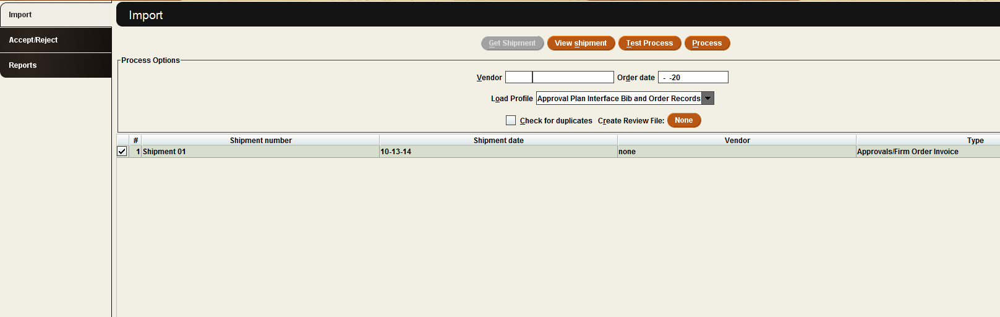 Import
Accept/Reject
Reports
Import
Get Shipment View shipment Test Process Process
Process Options
Vendor Order date - -20
Load Profile Approval Plan Interface Bib and Order Records
Check for duplicates Create Review File: None
# Shipment number Shipment date Vendor Type
1 Shipment 01 10-13-14 none Approvals/Firm Order Invoice